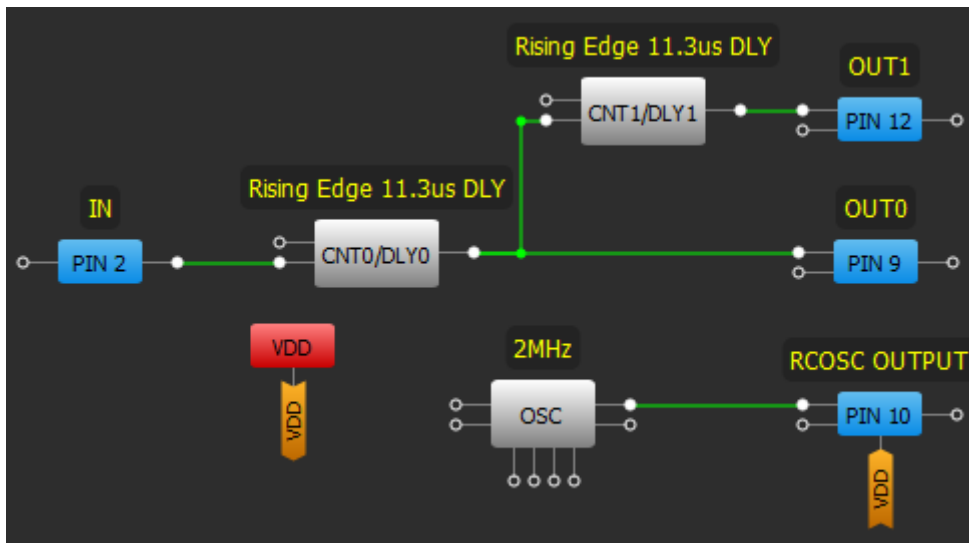 Rising Edge 11.3us DLY
OUT1
CNT1/DLY1
PIN 12
Rising Edge 11.3us DLY
IN
OUT0
PIN 2
CNT0/DLY0
PIN 9
VDD
2MHz
RCOSC OUTPUT
VDD
OSC
PIN 10
VDD